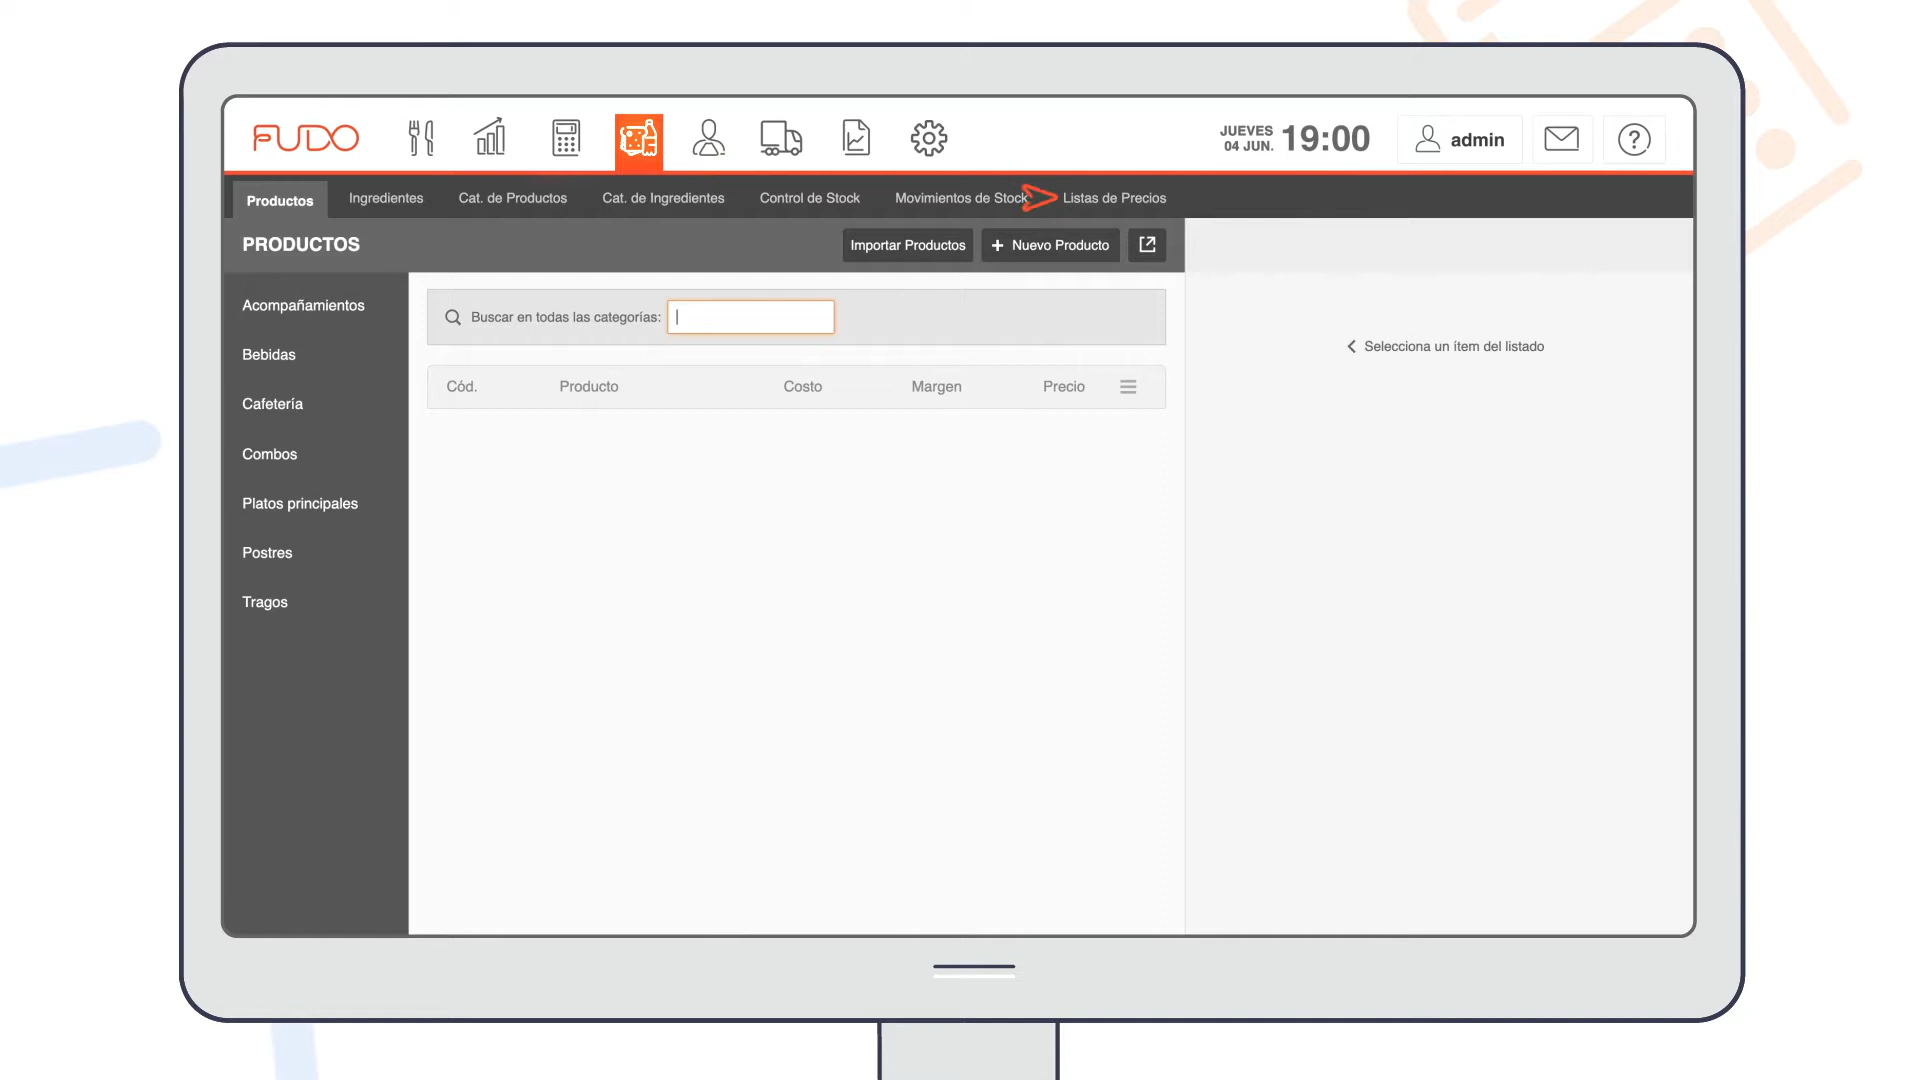 FUDO
JUEVES
04 JUN.
19:00
admin
Productos
Ingredientes
Cat. de Productos
Cat. de Ingredientes
Control de Stock
Movimientos de Stock
Listas de Precios
PRODUCTOS
Importar Productos
+ Nuevo Producto
Acompañamientos
Bebidas
Cafetería
Combos
Platos principales
Postres
Tragos
Buscar en todas las categorías:
Cód.
Producto
Costo
Margen
Precio
Selecciona un ítem del listado